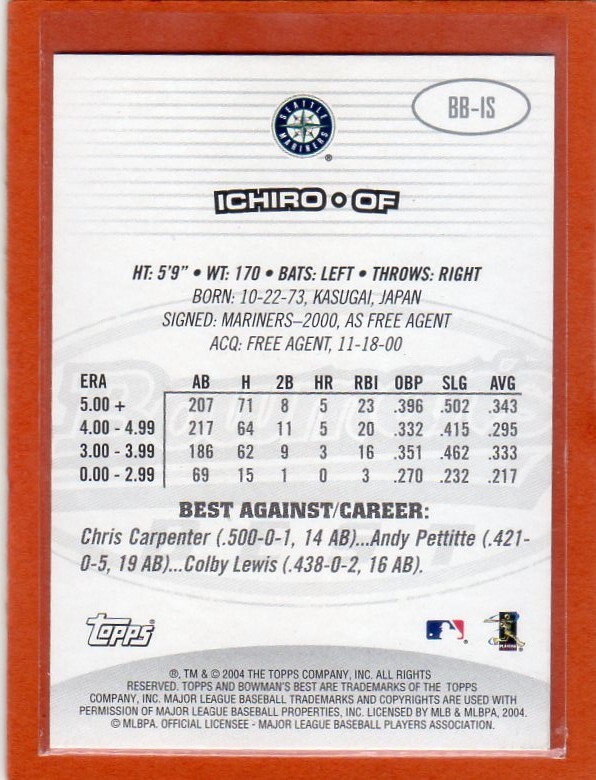 BB-IS
SEATTLE
MARINERS
®
ICHIRO • OF
HT: 5'9" • WT: 170 • BATS: LEFT • THROWS: RIGHT
BORN: 10-22-73, KASUGAI, JAPAN
SIGNED: MARINERS–2000, AS FREE AGENT
ACQ: FREE AGENT, 11-18-00
ERA AB H 2B HR RBI OBP SLG AVG
5.00 + 207 71 8 5 23 .396 .502 .343
4.00 - 4.99 217 64 11 5 20 .332 .415 .295
3.00 - 3.99 186 62 9 3 16 .351 .462 .333
0.00 - 2.99 69 15 1 0 3 .270 .232 .217
Bowman's
BEST
BEST AGAINST/CAREER:
Chris Carpenter (.500-0-1, 14 AB)...Andy Pettitte (.421-
0-5, 19 AB)...Colby Lewis (.438-0-2, 16 AB).
Topps®
PLAYERS
®, TM & © 2004 THE TOPPS COMPANY, INC. ALL RIGHTS
RESERVED. TOPPS AND BOWMAN'S BEST ARE TRADEMARKS OF THE TOPPS
COMPANY, INC. MAJOR LEAGUE BASEBALL TRADEMARKS AND COPYRIGHTS ARE USED WITH
PERMISSION OF MAJOR LEAGUE BASEBALL PROPERTIES, INC. LICENSED BY MLB & MLBPA, 2004.
© MLBPA. OFFICIAL LICENSEE - MAJOR LEAGUE BASEBALL PLAYERS ASSOCIATION.